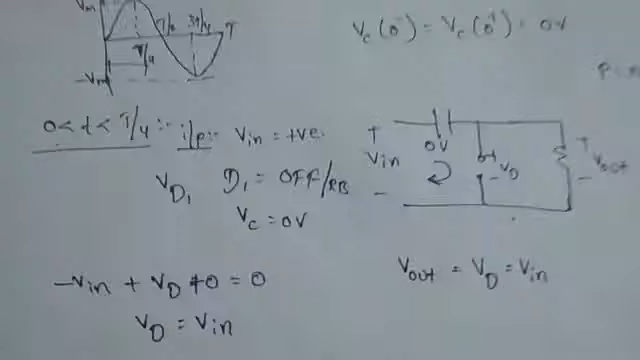 Vm
T/2 3T/4 T
T/4
-Vm
Vc(0⁻) = Vc(0⁺) = 0V
0< t < T/4 :- i/p:- Vin = +ve
VD1 D1 = OFF/RB
Vc = 0V
+ 0V +
Vin - VD Vout
- -
-Vin + VD + 0 = 0
VD = Vin
Vout = VD = Vin